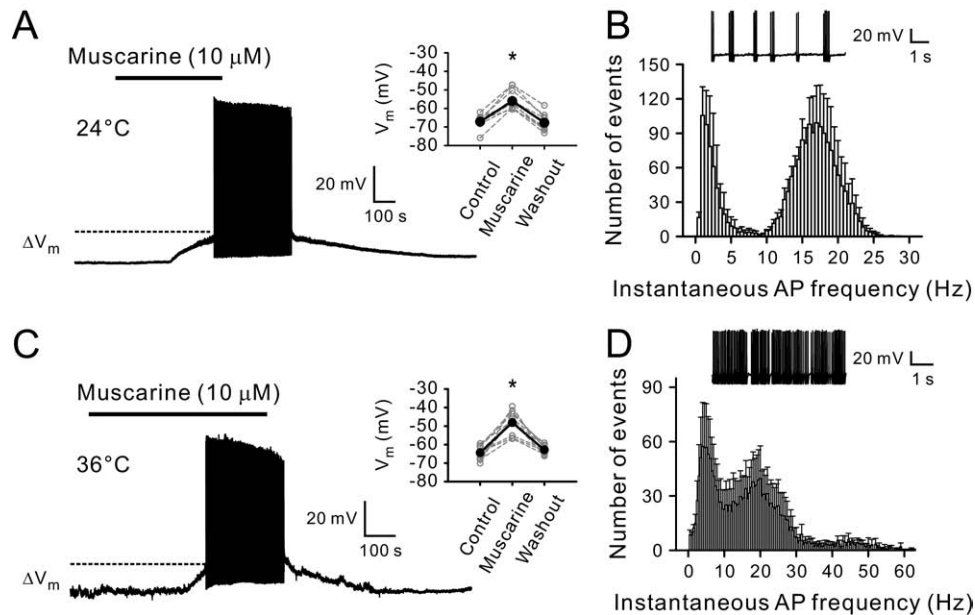 A
Muscarine (10 μM)
24°C
20 mV
100 s
ΔVm
Vm (mV)
-30
-40
-50
-60
-70
-80
*
Control
Muscarine
Washout
B
20 mV
1 s
Number of events
150
120
90
60
30
0
0 5 10 15 20 25 30
Instantaneous AP frequency (Hz)
C
Muscarine (10 μM)
36°C
20 mV
100 s
ΔVm
Vm (mV)
-30
-40
-50
-60
-70
-80
*
Control
Muscarine
Washout
D
20 mV
1 s
Number of events
90
60
30
0
0 10 20 30 40 50 60
Instantaneous AP frequency (Hz)